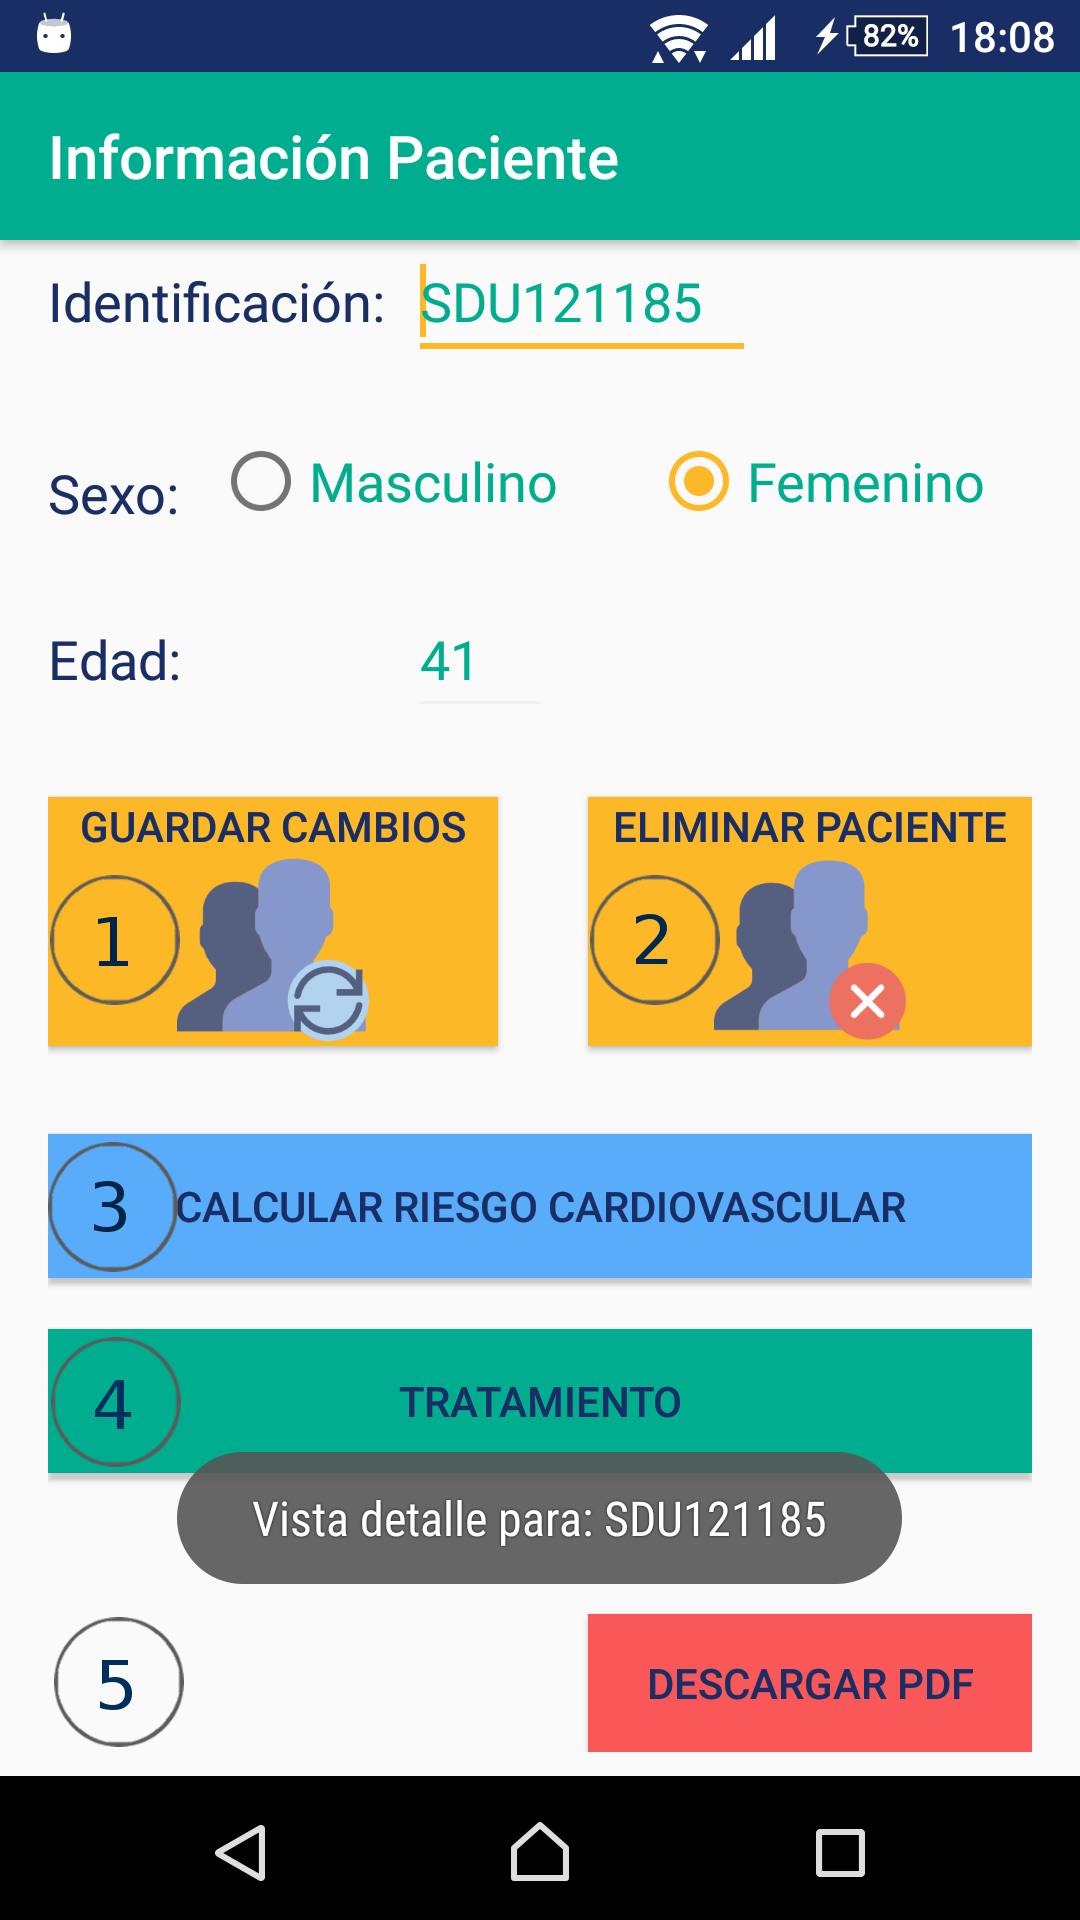 82% 18:08
Información Paciente
Identificación: SDU121185
Sexo: Masculino Femenino
Edad: 41
GUARDAR CAMBIOS
1
ELIMINAR PACIENTE
2
3 CALCULAR RIESGO CARDIOVASCULAR
4 TRATAMIENTO
Vista detalle para: SDU121185
5 DESCARGAR PDF